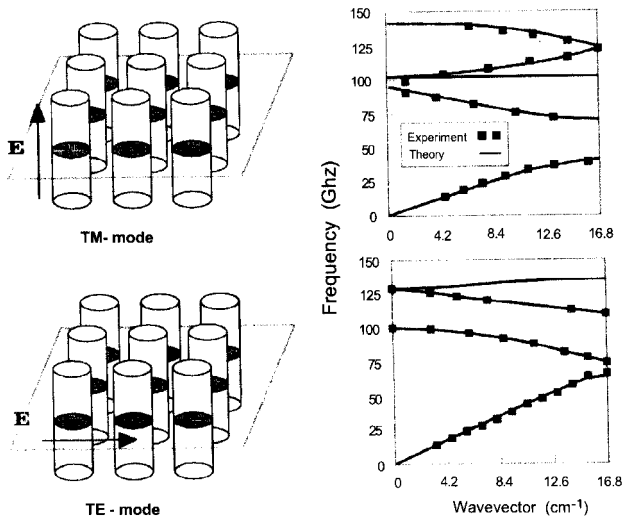 E
TM- mode
150
125
100
75
50
25
0
Experiment
Theory
0 4.2 8.4 12.6 16.8
Frequency (Ghz)
E
TE - mode
150
125
100
75
50
25
0
0 4.2 8.4 12.6 16.8
Wavevector (cm-1)